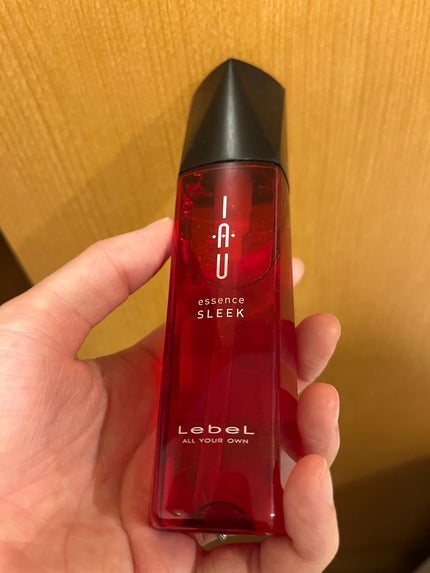 IAU
essence
SLEEK
LebeL
ALL YOUR OWN